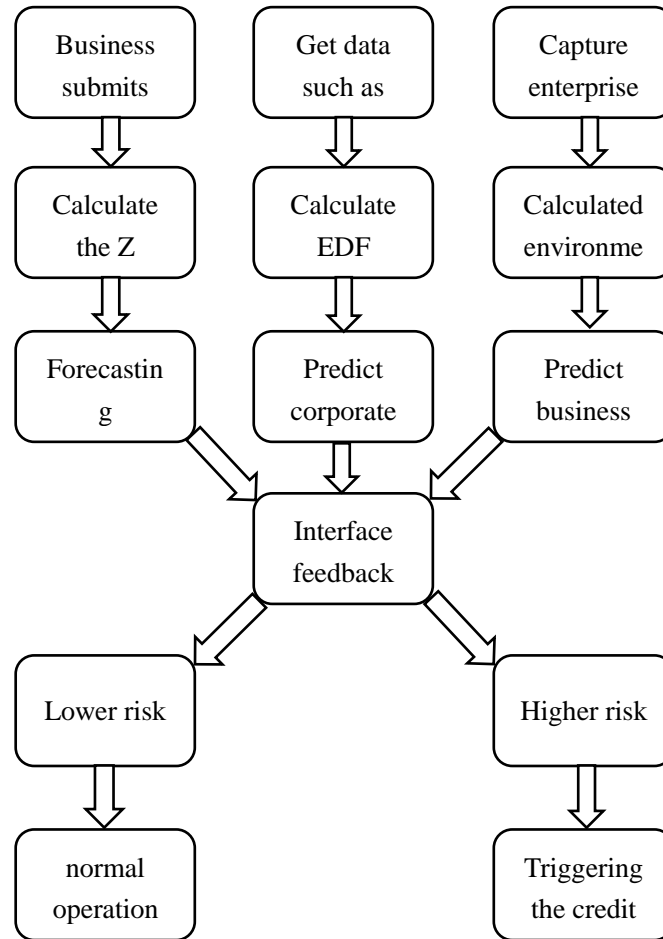 Business
submits
Get data
such as
Capture
enterprise
Calculate
the Z
Calculate
EDF
Calculated
environme
Forecastin
g
Predict
corporate
Predict
business
Interface
feedback
Lower risk
Higher risk
normal
operation
Triggering
the credit